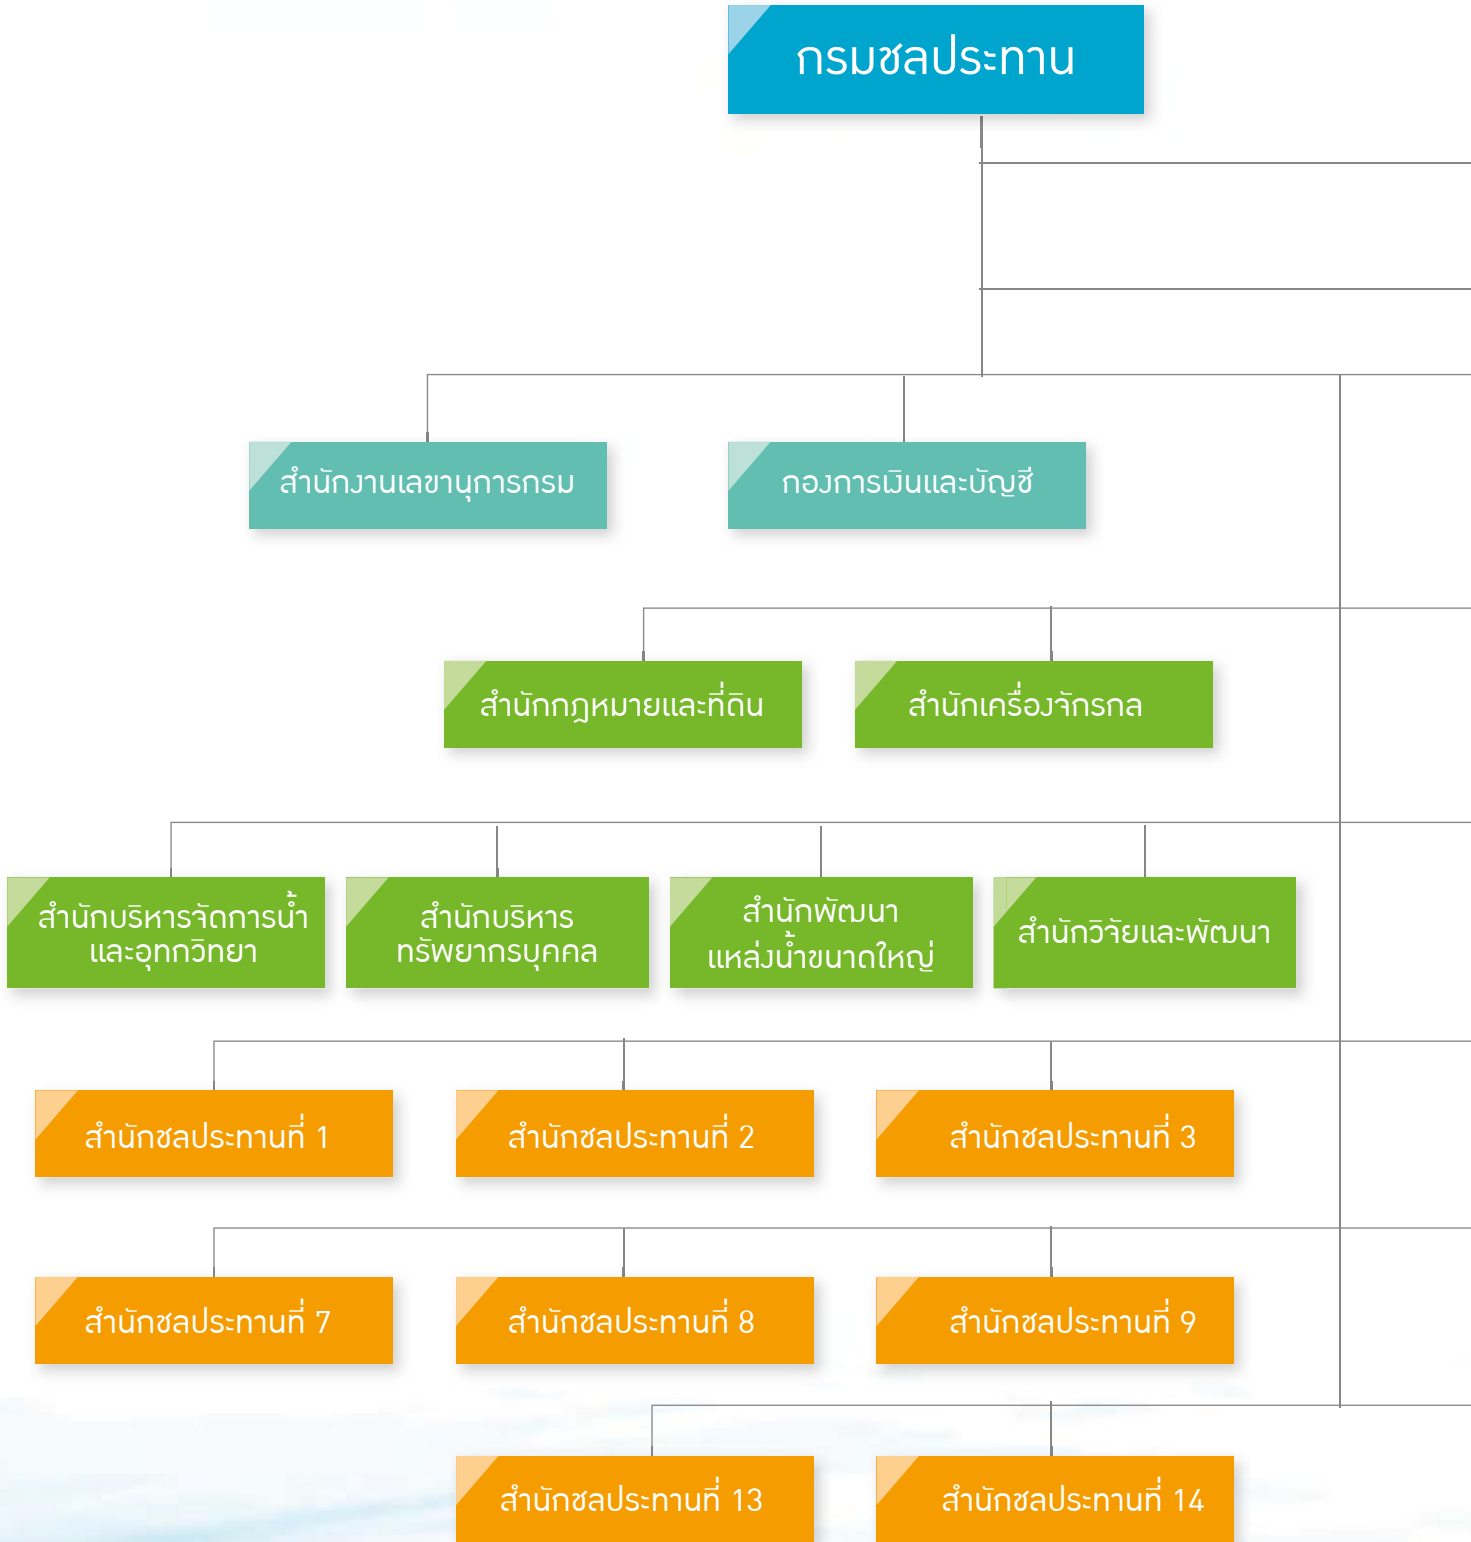 กรมชลประทาน
สำนักงานเลขานุการกรม
กองการเงินและบัญชี
สำนักกฎหมายและที่ดิน
สำนักเครื่องจักรกล
สำนักบริหารจัดการน้ำ
และอุทกวิทยา
สำนักบริหาร
ทรัพยากรบุคคล
สำนักพัฒนา
แหล่งน้ำขนาดใหญ่
สำนักวิจัยและพัฒนา
สำนักชลประทานที่ 1
สำนักชลประทานที่ 2
สำนักชลประทานที่ 3
สำนักชลประทานที่ 7
สำนักชลประทานที่ 8
สำนักชลประทานที่ 9
สำนักชลประทานที่ 13
สำนักชลประทานที่ 14